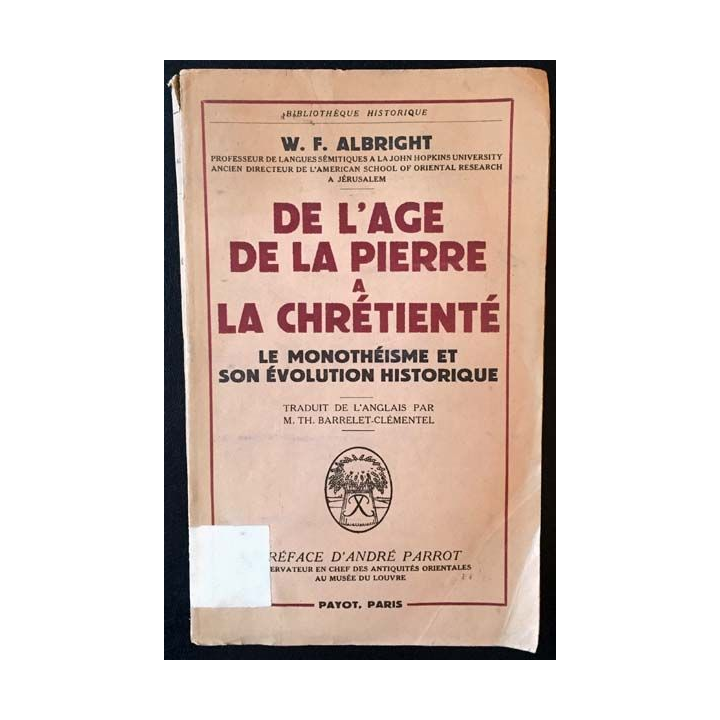 BIBLIOTHÈQUE HISTORIQUE
W. F. ALBRIGHT
PROFESSEUR DE LANGUES SÉMITIQUES A LA JOHN HOPKINS UNIVERSITY
ANCIEN DIRECTEUR DE L'AMERICAN SCHOOL OF ORIENTAL RESEARCH
A JÉRUSALEM
DE L'AGE
DE LA PIERRE
A
LA CHRÉTIENTÉ
LE MONOTHÉISME ET
SON ÉVOLUTION HISTORIQUE
TRADUIT DE L'ANGLAIS PAR
M. TH. BARRELET-CLÉMENTEL
RÉFACE D'ANDRÉ PARROT
SERVATEUR EN CHEF DES ANTIQUITÉS ORIENTALES
AU MUSÉE DU LOUVRE
PAYOT, PARIS